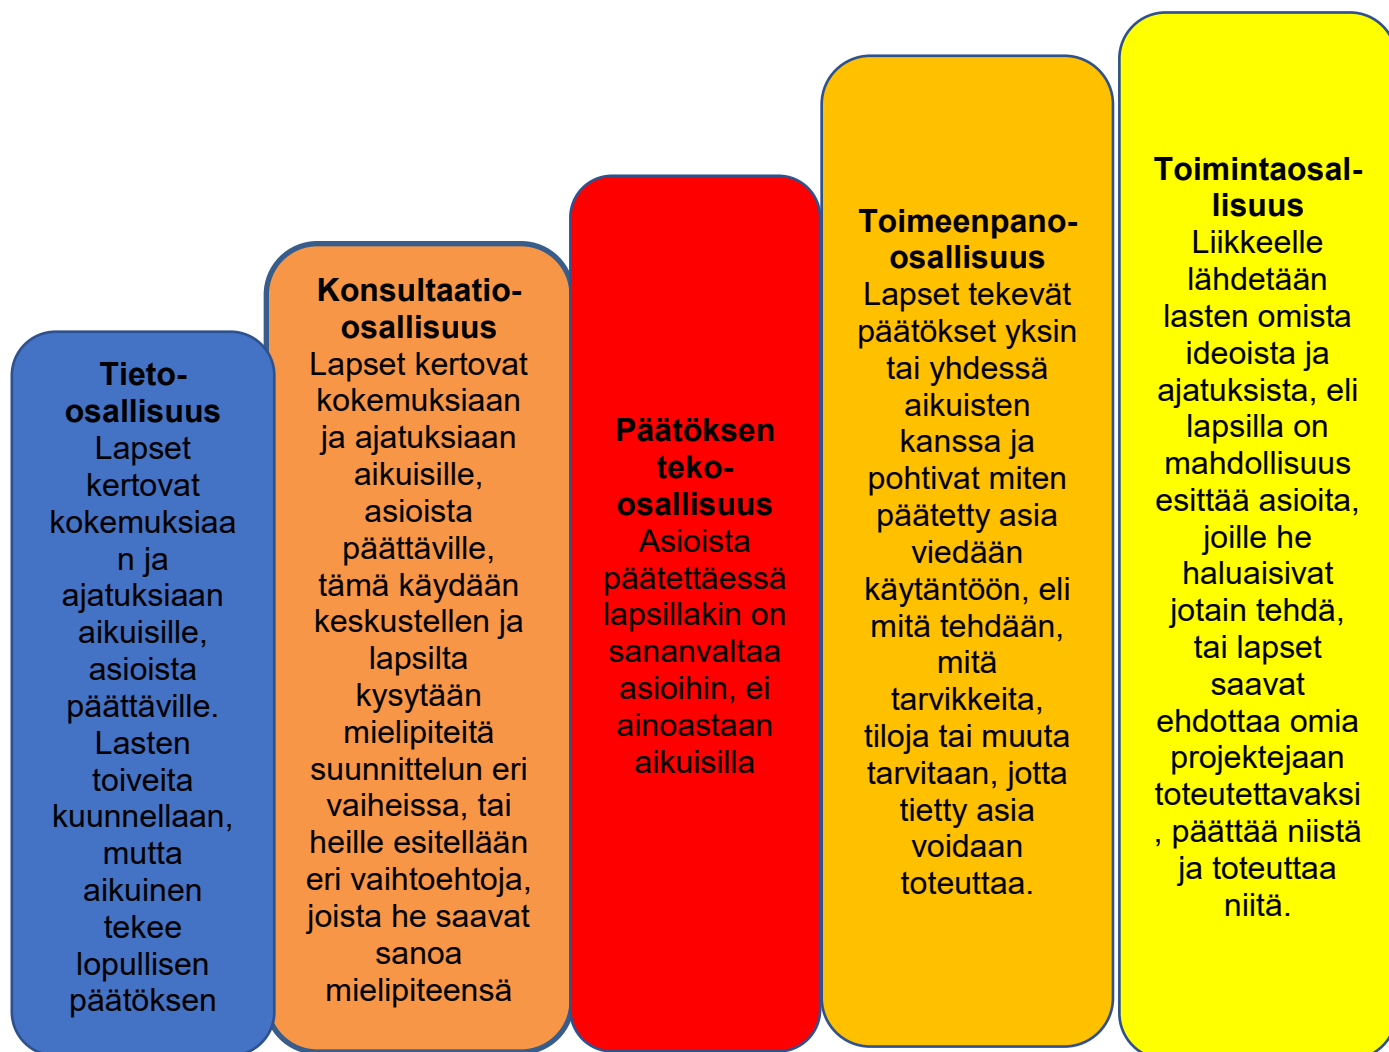 Tieto-
osallisuus
Lapset
kertovat
kokemuksiaa
n ja
ajatuksiaan
aikuisille,
asioista
päättäville.
Lasten
toiveita
kuunnellaan,
mutta
aikuinen
tekee
lopullisen
päätöksen
Konsultaatio-
osallisuus
Lapset kertovat
kokemuksiaan
ja ajatuksiaan
aikuisille,
asioista
päättäville,
tämä käydään
keskustellen ja
lapsilta
kysytään
mielipiteitä
suunnittelun eri
vaiheissa, tai
heille esitellään
eri vaihtoehtoja,
joista he saavat
sanoa
mielipiteensä
Päätöksen
teko-
osallisuus
Asioista
päätettäessä
lapsillakin on
sananvaltaa
asioihin, ei
ainoastaan
aikuisilla
Toimeenpano-
osallisuus
Lapset tekevät
päätökset yksin
tai yhdessä
aikuisten
kanssa ja
pohtivat miten
päätetty asia
viedään
käytäntöön, eli
mitä tehdään,
mitä
tarvikkeita,
tiloja tai muuta
tarvitaan, jotta
tietty asia
voidaan
toteuttaa.
Toimintaosal-
lisuus
Liikkeelle
lähdetään
lasten omista
ideoista ja
ajatuksista, eli
lapsilla on
mahdollisuus
esittää asioita,
joille he
haluaisivat
jotain tehdä,
tai lapset
saavat
ehdottaa omia
projektejaan
toteutettavaksi
, päättää niistä
ja toteuttaa
niitä.